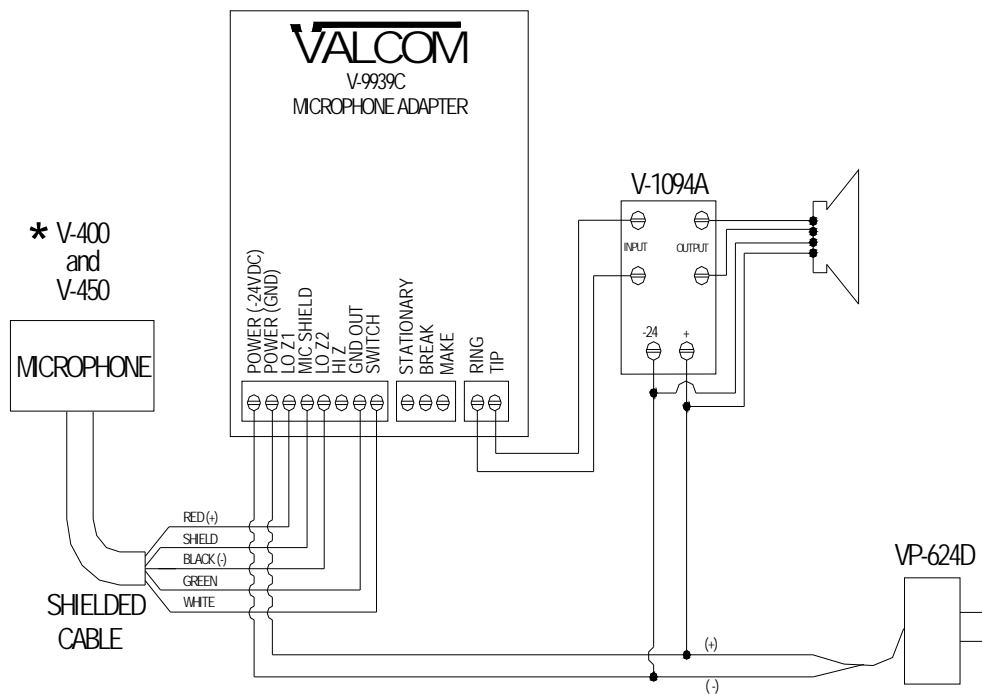 VALCOM
V-9939C
MICROPHONE ADAPTER
V-1094A
* V-400
and
V-450
INPUT
OUTPUT
POWER (-24VDC)
POWER (GND)
LO Z1
MIC SHIELD
LO Z2
HI Z
GND OUT
SWITCH
STATIONARY
BREAK
MAKE
RING
TIP
-24
+
MICROPHONE
RED (+)
SHIELD
BLACK (-)
GREEN
WHITE
SHIELDED
CABLE
VP-624D
(+)
(-)